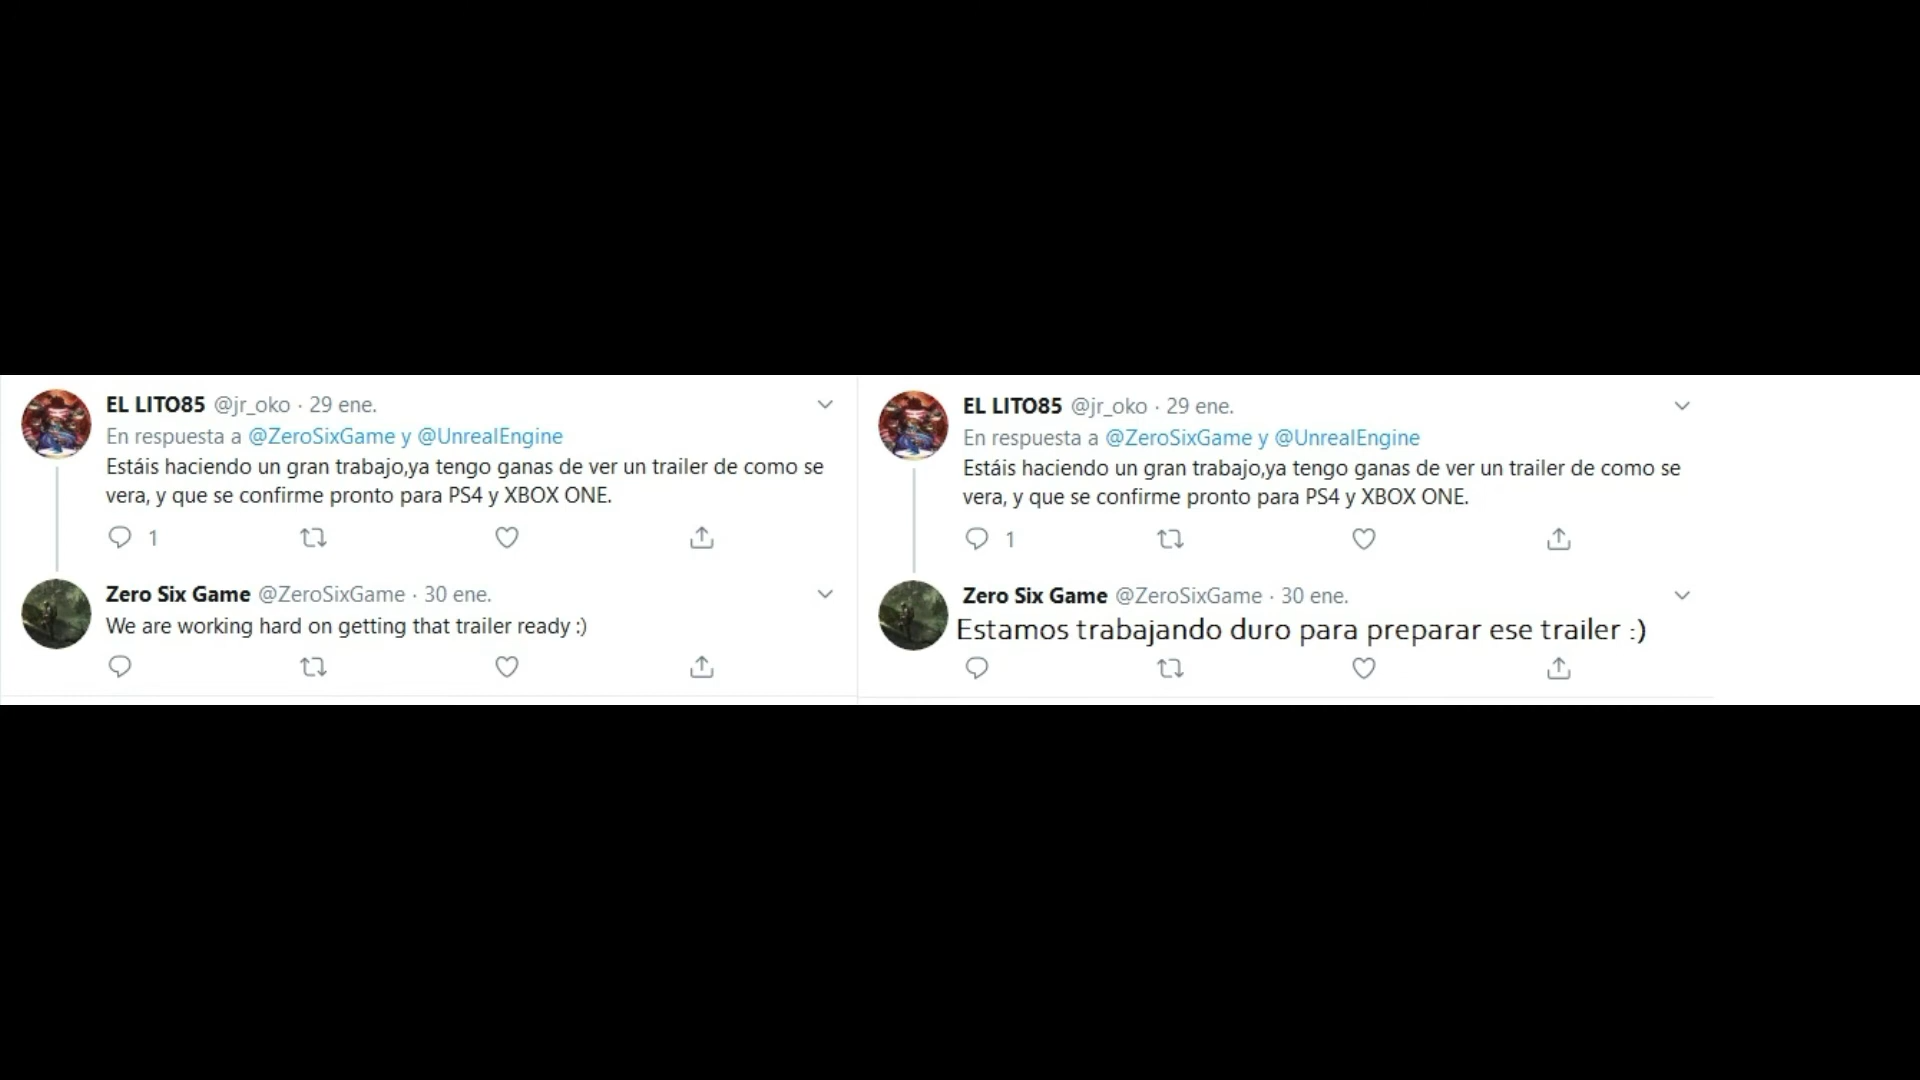 EL LITO85 @jr_oko · 29 ene.
En respuesta a @ZeroSixGame y @UnrealEngine
Estáis haciendo un gran trabajo,ya tengo ganas de ver un trailer de como se
vera, y que se confirme pronto para PS4 y XBOX ONE.
1
Zero Six Game @ZeroSixGame · 30 ene.
We are working hard on getting that trailer ready :)
EL LITO85 @jr_oko · 29 ene.
En respuesta a @ZeroSixGame y @UnrealEngine
Estáis haciendo un gran trabajo,ya tengo ganas de ver un trailer de como se
vera, y que se confirme pronto para PS4 y XBOX ONE.
1
Zero Six Game @ZeroSixGame · 30 ene.
Estamos trabajando duro para preparar ese trailer :)